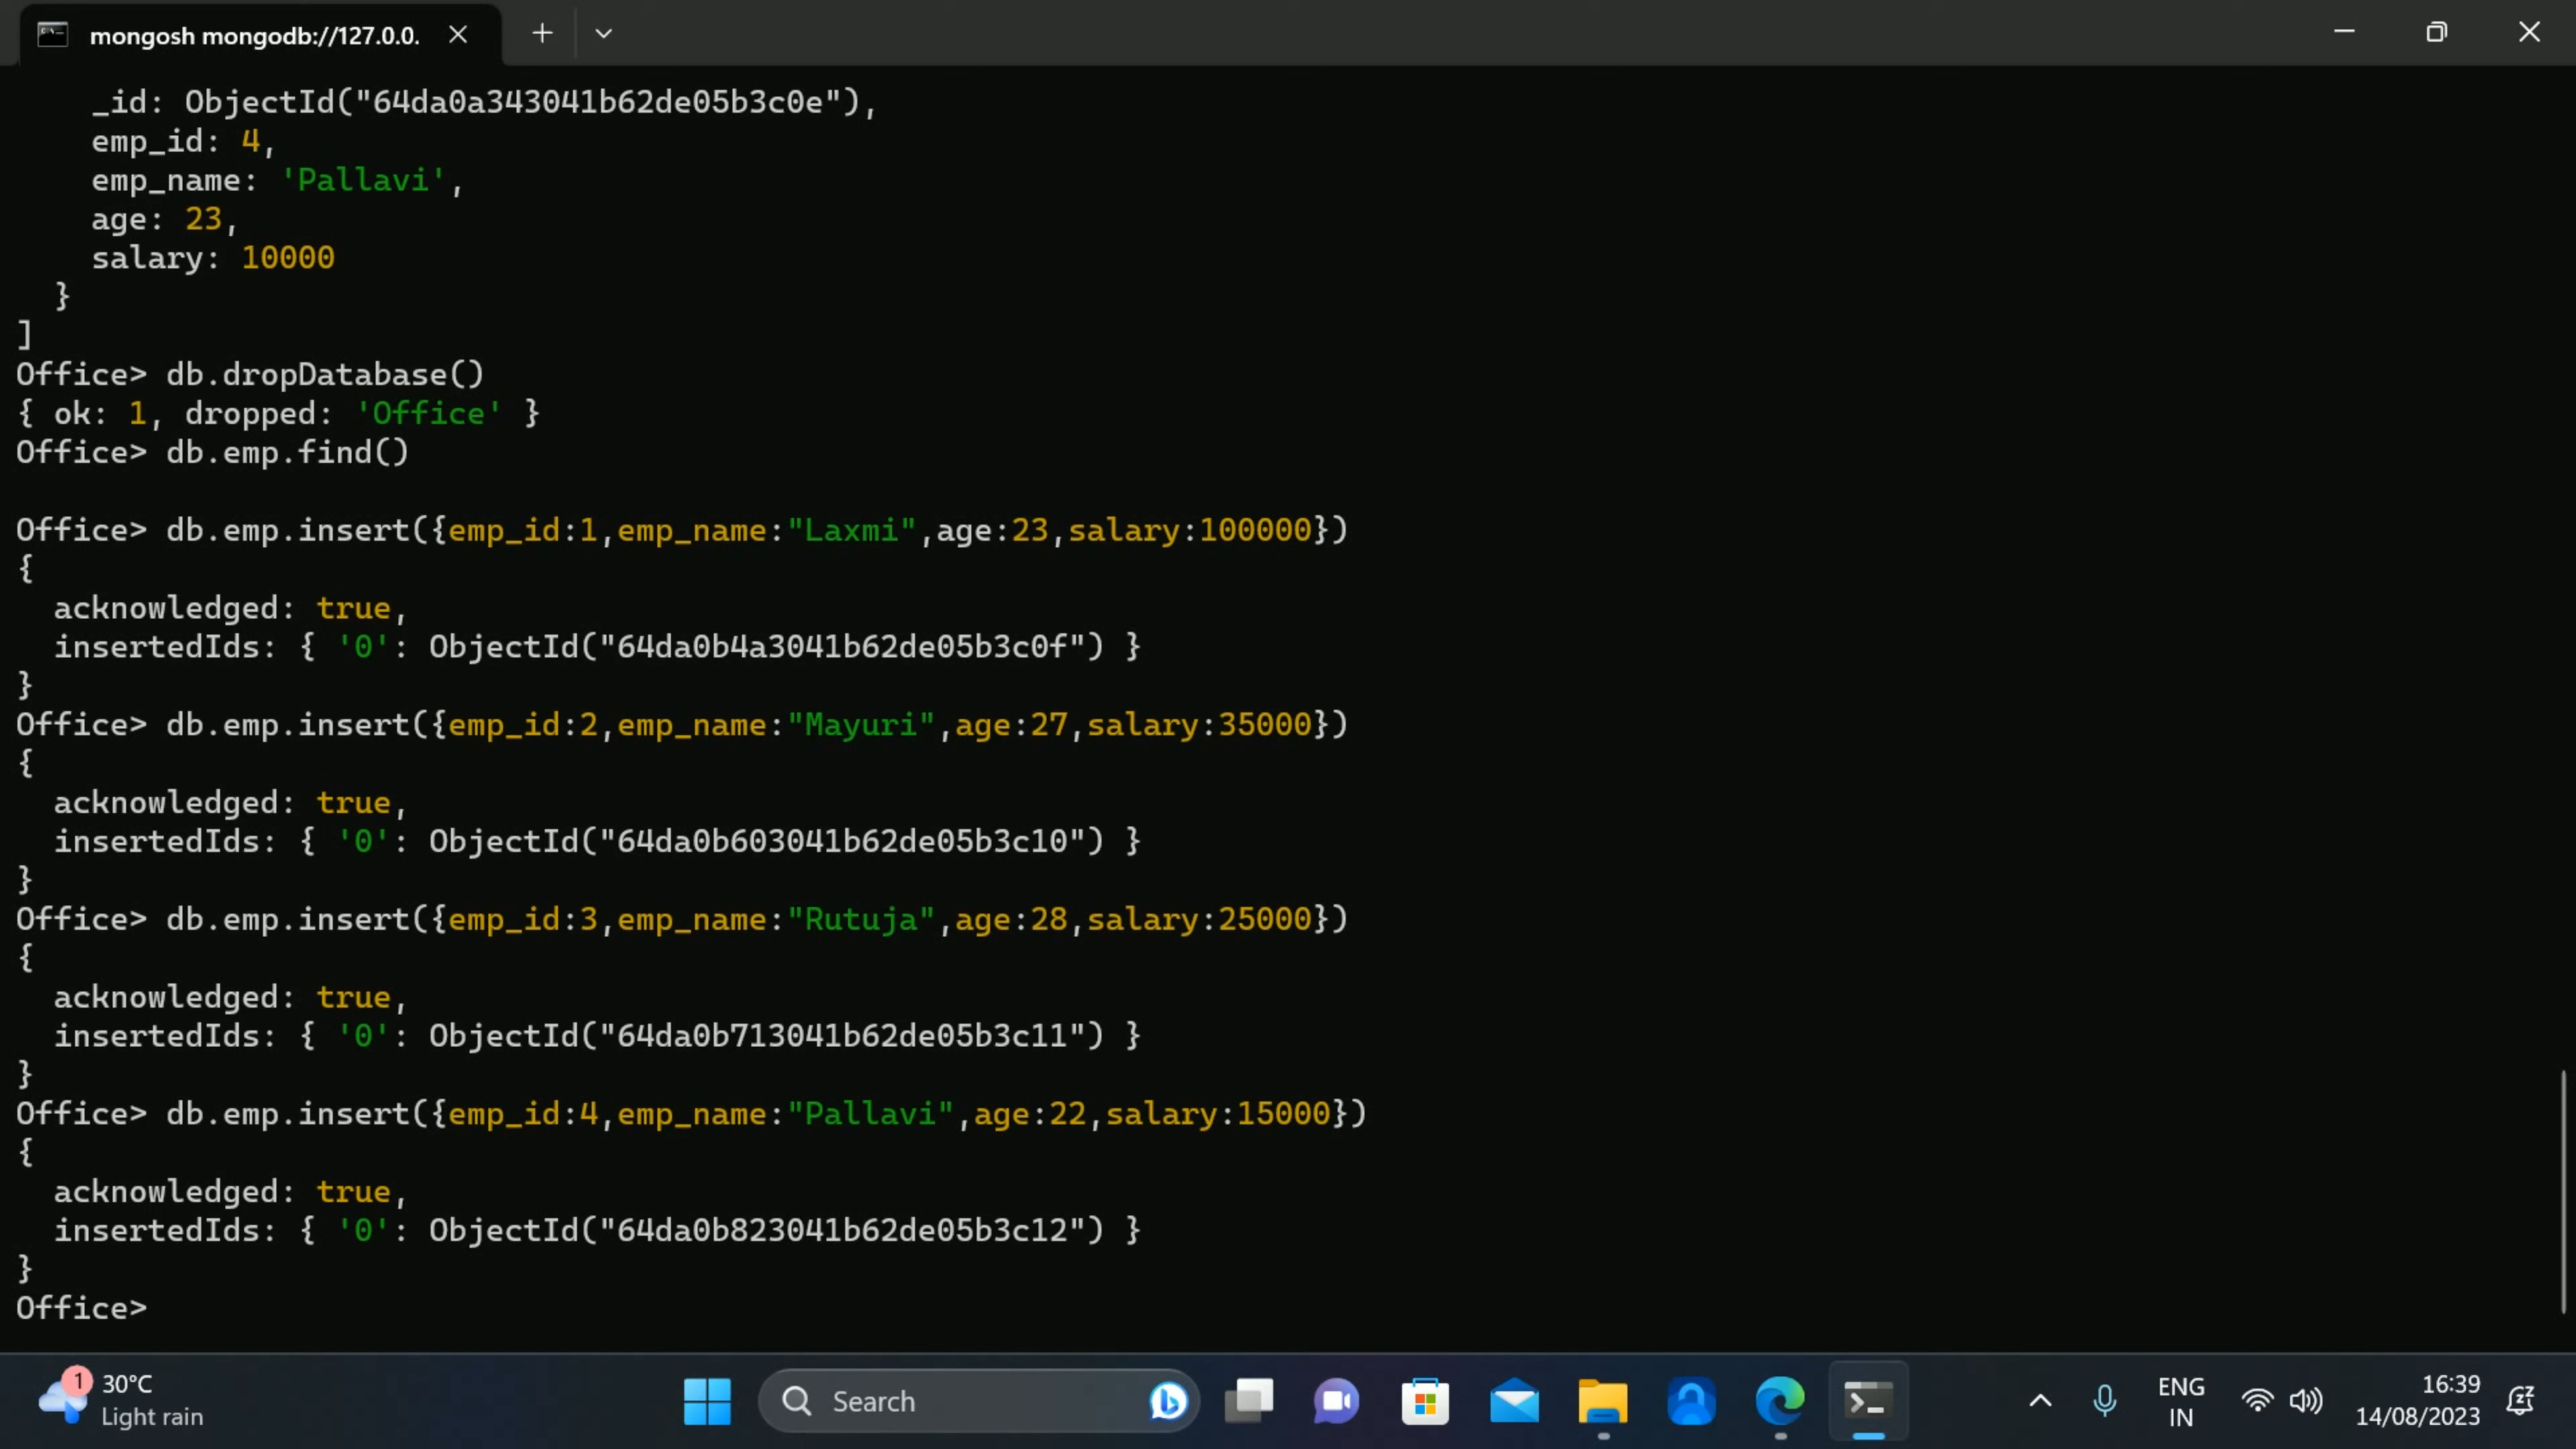 mongosh mongodb://127.0.0.
_id: ObjectId("64da0a343041b62de05b3c0e"),
emp_id: 4,
emp_name: 'Pallavi',
age: 23,
salary: 10000
}
]
Office> db.dropDatabase()
{ ok: 1, dropped: 'Office' }
Office> db.emp.find()
Office> db.emp.insert({emp_id:1,emp_name:"Laxmi",age:23,salary:100000})
{
acknowledged: true,
insertedIds: { '0': ObjectId("64da0b4a3041b62de05b3c0f") }
}
Office> db.emp.insert({emp_id:2,emp_name:"Mayuri",age:27,salary:35000})
{
acknowledged: true,
insertedIds: { '0': ObjectId("64da0b603041b62de05b3c10") }
}
Office> db.emp.insert({emp_id:3,emp_name:"Rutuja",age:28,salary:25000})
{
acknowledged: true,
insertedIds: { '0': ObjectId("64da0b713041b62de05b3c11") }
}
Office> db.emp.insert({emp_id:4,emp_name:"Pallavi",age:22,salary:15000})
{
acknowledged: true,
insertedIds: { '0': ObjectId("64da0b823041b62de05b3c12") }
}
Office>
1
30°C
Light rain
Search
ENG
IN
16:39
14/08/2023